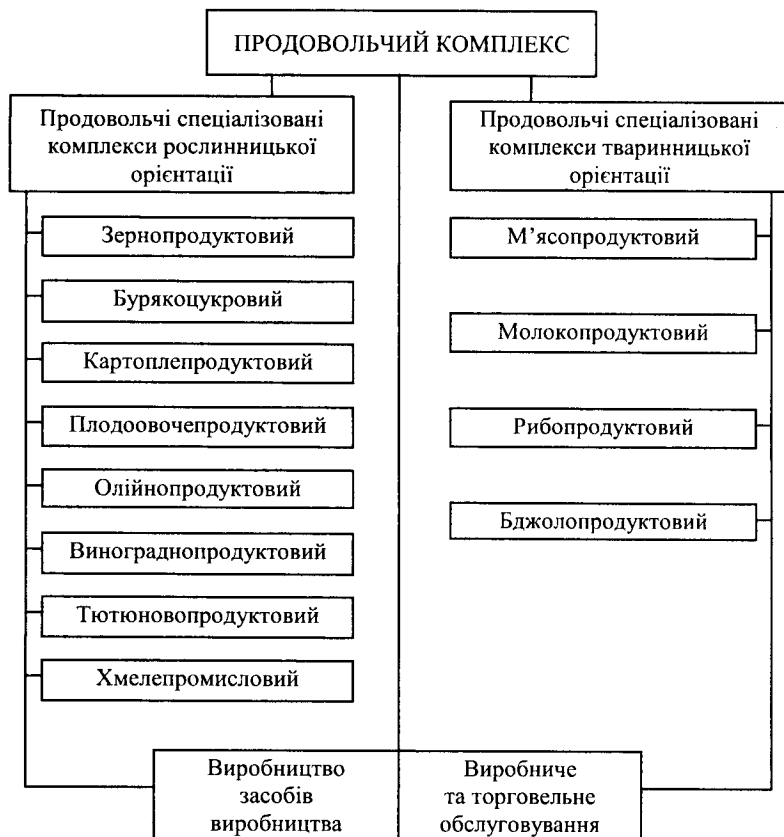 ПРОДОВОЛЬЧИЙ КОМПЛЕКС
Продовольчі спеціалізовані
комплекси рослинницької
орієнтації
Зернопродуктовий
Бурякоцукровий
Картоплепродуктовий
Плодоовочепродуктовий
Олійнопродуктовий
Винограднопродуктовий
Тютюновопродуктовий
Хмелепромисловий
Продовольчі спеціалізовані
комплекси тваринницької
орієнтації
М’ясопродуктовий
Молокопродуктовий
Рибопродуктовий
Бджолопродуктовий
Виробництво
засобів
виробництва
Виробниче
та торговельне
обслуговування